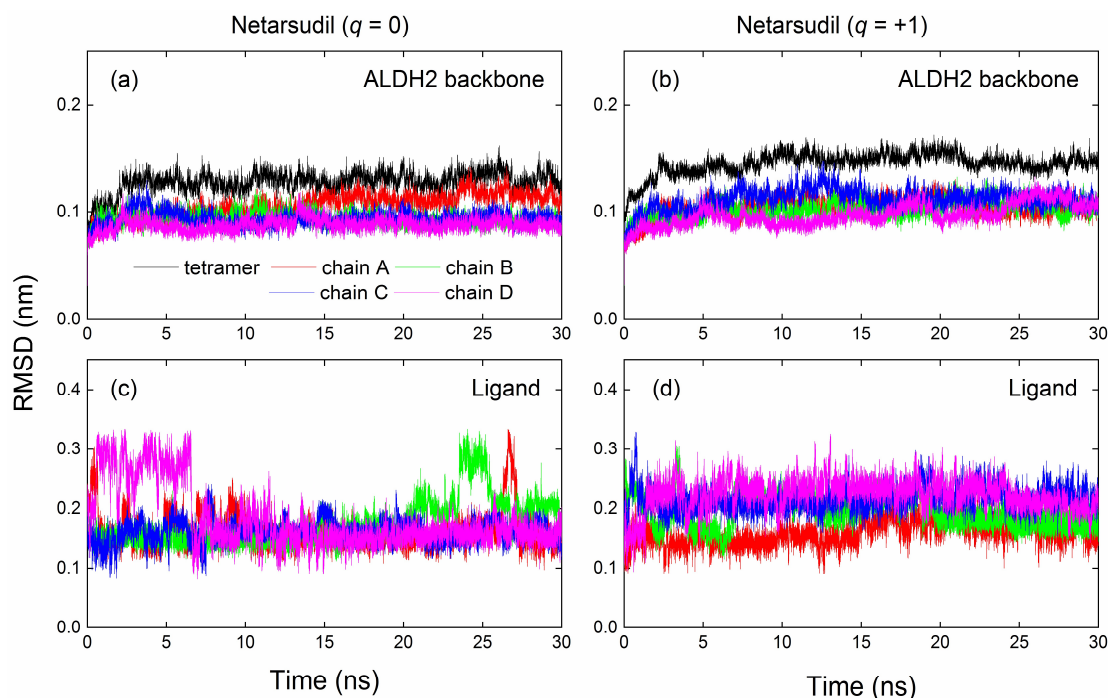 Netarsudil (q = 0)
Netarsudil (q = +1)
(a)
ALDH2 backbone
(b)
ALDH2 backbone
0.2
0.1
0.0
0.2
0.1
0.0
tetramer
chain A
chain B
chain C
chain D
0 5 10 15 20 25 30
0 5 10 15 20 25 30
RMSD (nm)
(c)
Ligand
(d)
Ligand
0.4
0.3
0.2
0.1
0.0
0.4
0.3
0.2
0.1
0.0
0 5 10 15 20 25 30
0 5 10 15 20 25 30
Time (ns)
Time (ns)